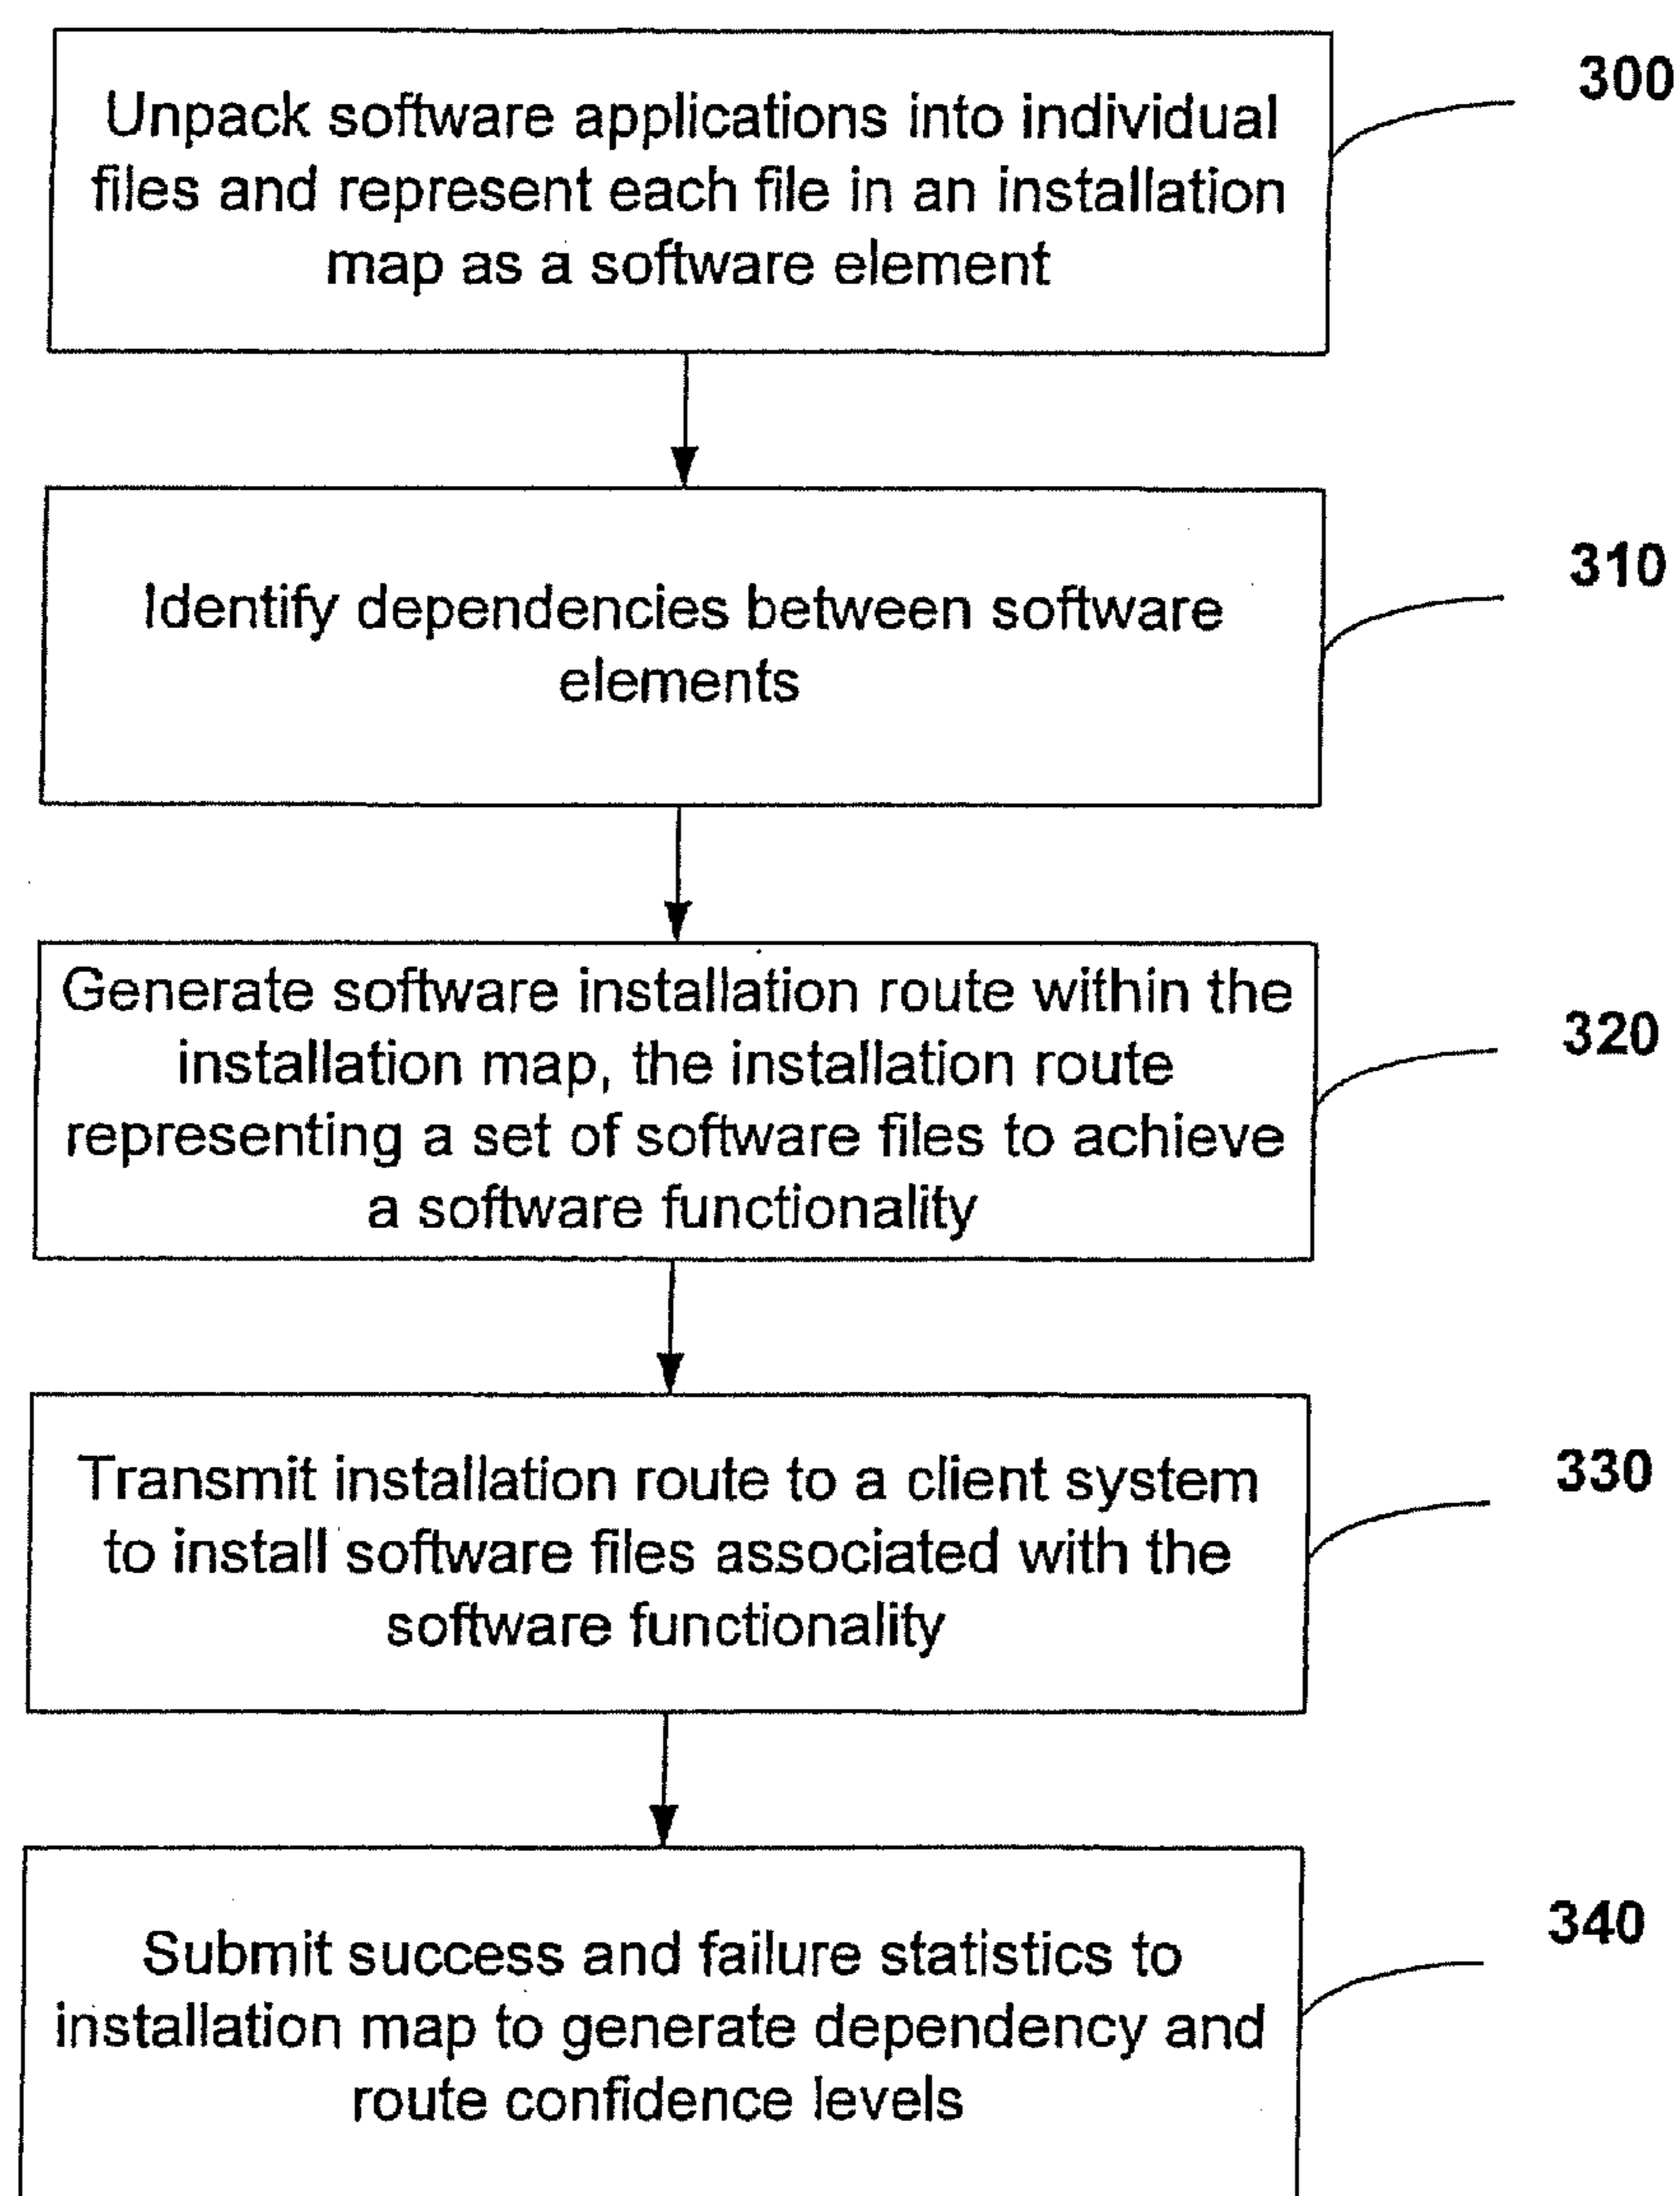 Unpack software applications into individual
files and represent each file in an installation
map as a software element
300
Identify dependencies between software
elements
310
Generate software installation route within the
installation map, the installation route
representing a set of software files to achieve
a software functionality
320
Transmit installation route to a client system
to install software files associated with the
software functionality
330
Submit success and failure statistics to
installation map to generate dependency and
route confidence levels
340